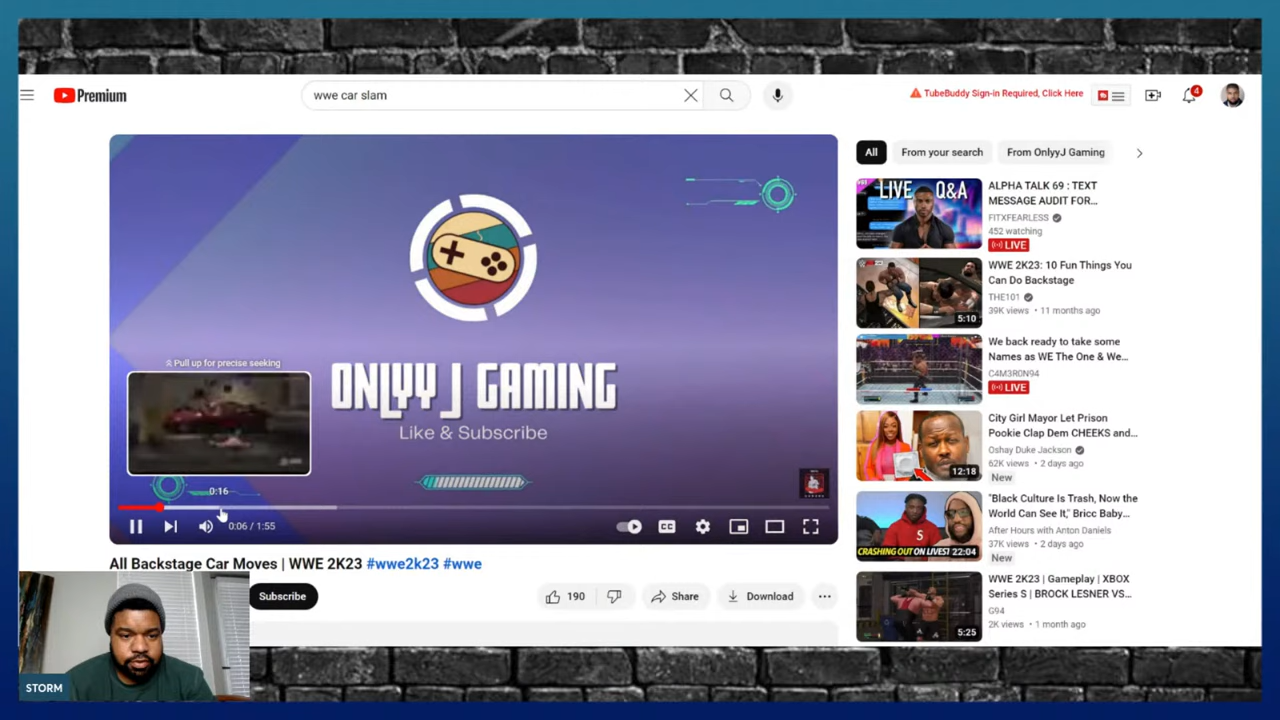 Premium
wwe car slam
TubeBuddy Sign-in Required, Click Here
4
Pull up for precise seeking
ONLYYJ GAMING
Like & Subscribe
0:16
0:06 / 1:55
CC
All Backstage Car Moves | WWE 2K23 #wwe2k23 #wwe
Subscribe
190
Share
Download
STORM
All
From your search
From OnlyyJ Gaming
LIVE Q&A
ALPHA TALK 69 : TEXT
MESSAGE AUDIT FOR...
FITXFEARLESS
452 watching
LIVE
5:10
WWE 2K23: 10 Fun Things You
Can Do Backstage
THE101
39K views • 11 months ago
We back ready to take some
Names as WE The One & We...
C4M3R0N94
LIVE
12:18
City Girl Mayor Let Prison
Pookie Clap Dem CHEEKS and...
Oshay Duke Jackson
62K views • 2 days ago
New
CRASHING OUT ON LIVES!
22:04
"Black Culture Is Trash, Now the
World Can See It," Bricc Baby...
After Hours with Anton Daniels
37K views • 2 days ago
New
5:25
WWE 2K23 | Gameplay | XBOX
Series S | BROCK LESNER VS...
G94
2K views • 1 month ago